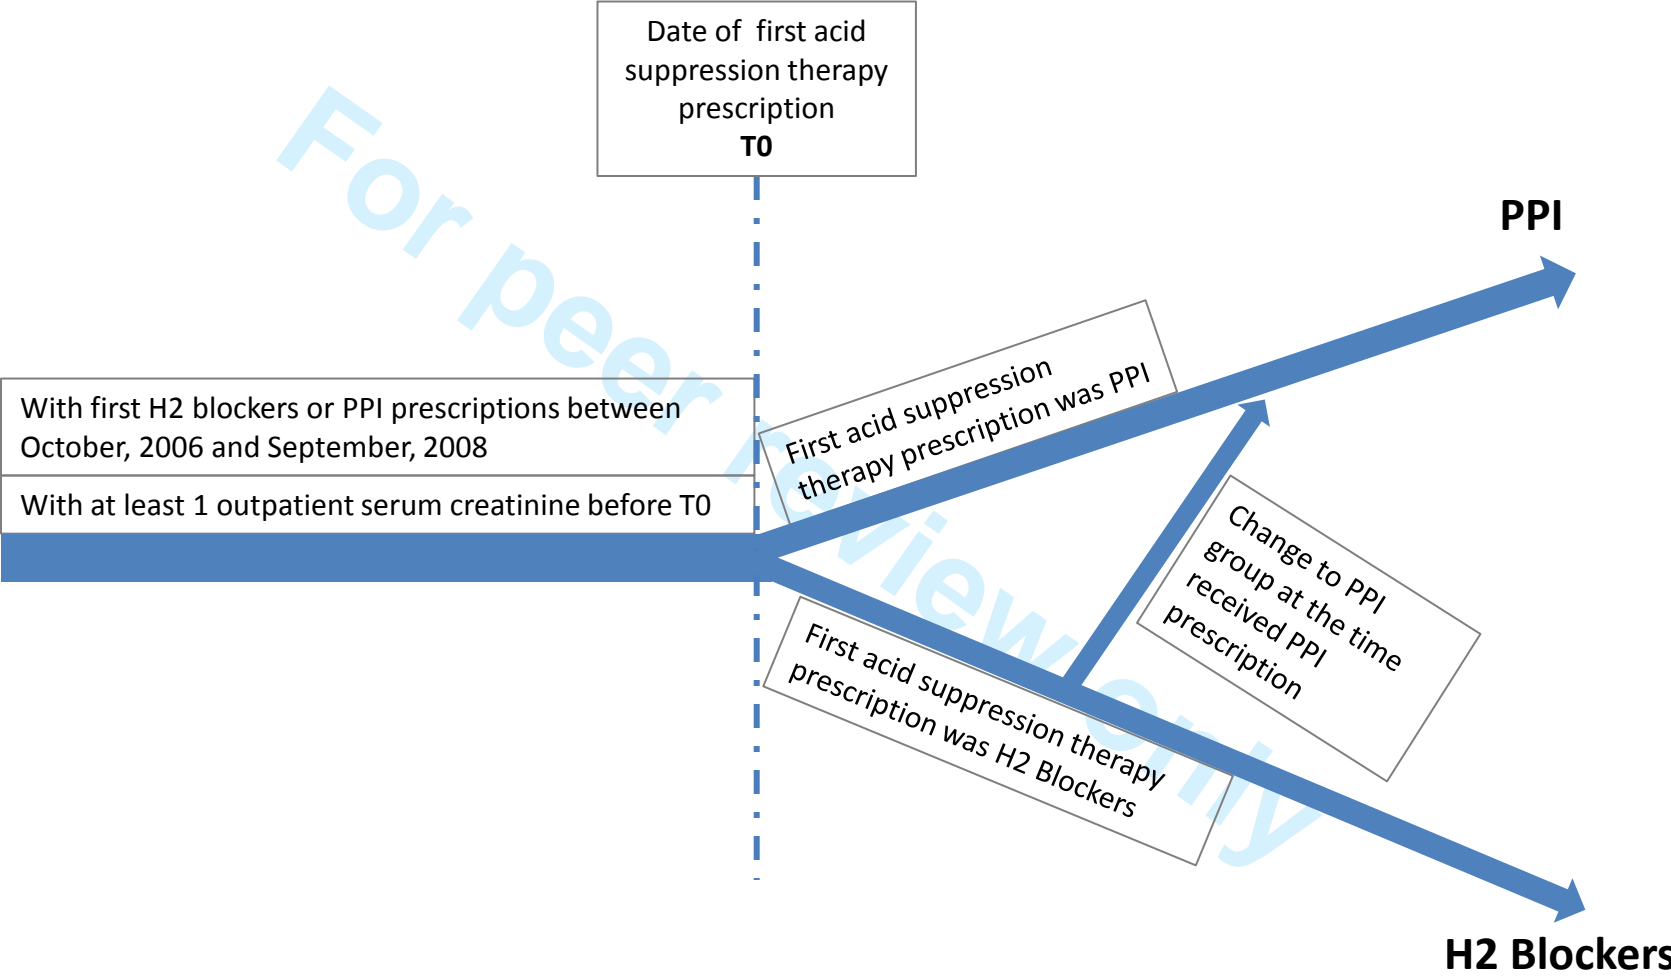 Date of first acid
suppression therapy
prescription
T0
PPI
With first H2 blockers or PPI prescriptions between
October, 2006 and September, 2008
With at least 1 outpatient serum creatinine before T0
First acid suppression
therapy prescription was PPI
Change to PPI
group at the time
received PPI
prescription
First acid suppression therapy
prescription was H2 Blockers
H2 Blockers
For peer review only